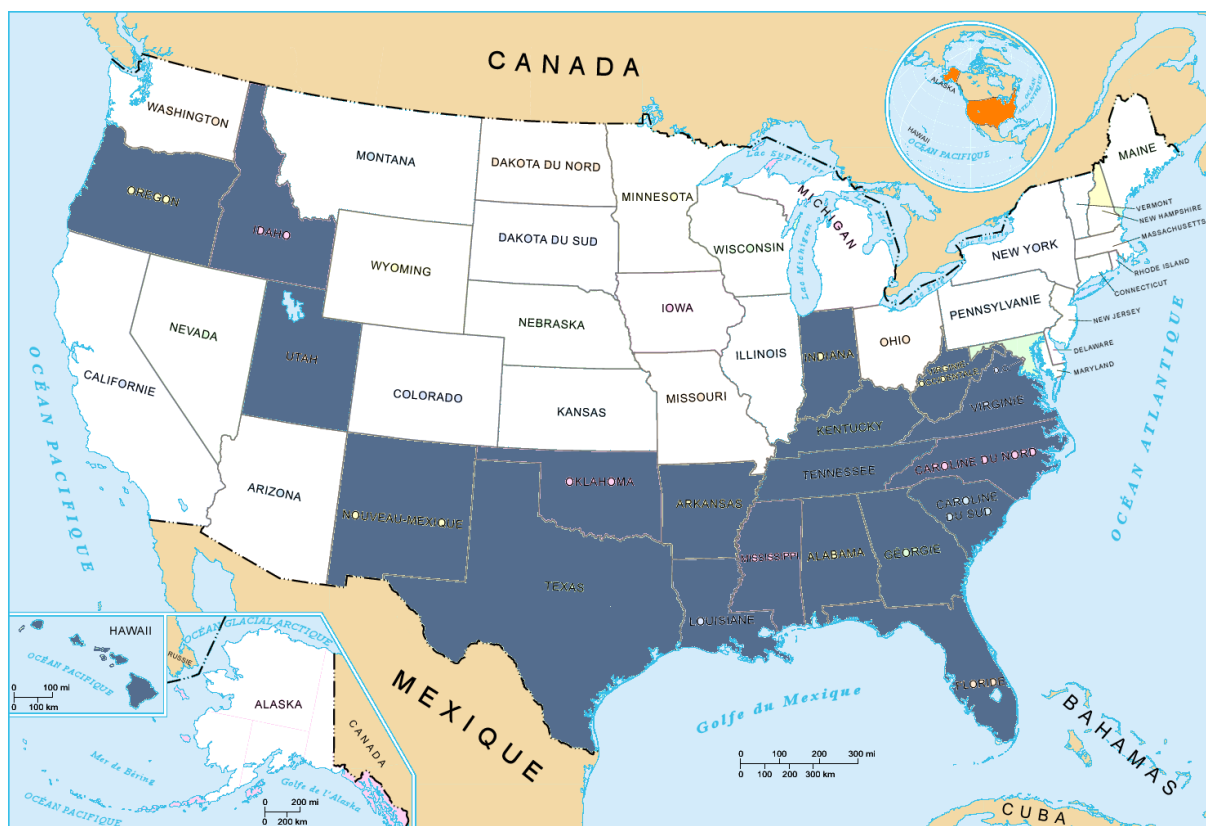 CANADA
ALASKA
OCÉAN
ATLANTIQUE
HAWAII
OCÉAN PACIFIQUE
WASHINGTON
MONTANA
DAKOTA DU NORD
MINNESOTA
Lac Supérieur
MICHIGAN
Lac Huron
Lac Michigan
MAINE
VERMONT
NEW HAMPSHIRE
MASSACHUSETTS
RHODE ISLAND
CONNECTICUT
NEW YORK
OREGON
IDAHO
WYOMING
DAKOTA DU SUD
WISCONSIN
PENNSYLVANIE
NEW JERSEY
DELAWARE
MARYLAND
NEVADA
UTAH
NEBRASKA
IOWA
ILLINOIS
INDIANA
OHIO
CALIFORNIE
COLORADO
KANSAS
MISSOURI
KENTUCKY
VIRGINIE
OCÉAN PACIFIQUE
OCÉAN ATLANTIQUE
ARIZONA
NOUVEAU-MEXIQUE
OKLAHOMA
ARKANSAS
TENNESSEE
CAROLINE DU NORD
CAROLINE
DU SUD
TEXAS
LOUISIANE
MISSISSIPPI
ALABAMA
GÉORGIE
FLORIDE
MEXIQUE
Golfe du Mexique
BAHAMAS
CUBA
0 100 200 300 mi
0 100 200 300 km
HAWAII
OCÉAN PACIFIQUE
0 100 mi
0 100 km
OCÉAN GLACIAL ARCTIQUE
RUSSIE
ALASKA
CANADA
Mer de Béring
Golfe de l'Alaska
OCÉAN
PACIFIQUE
0 200 mi
0 200 km